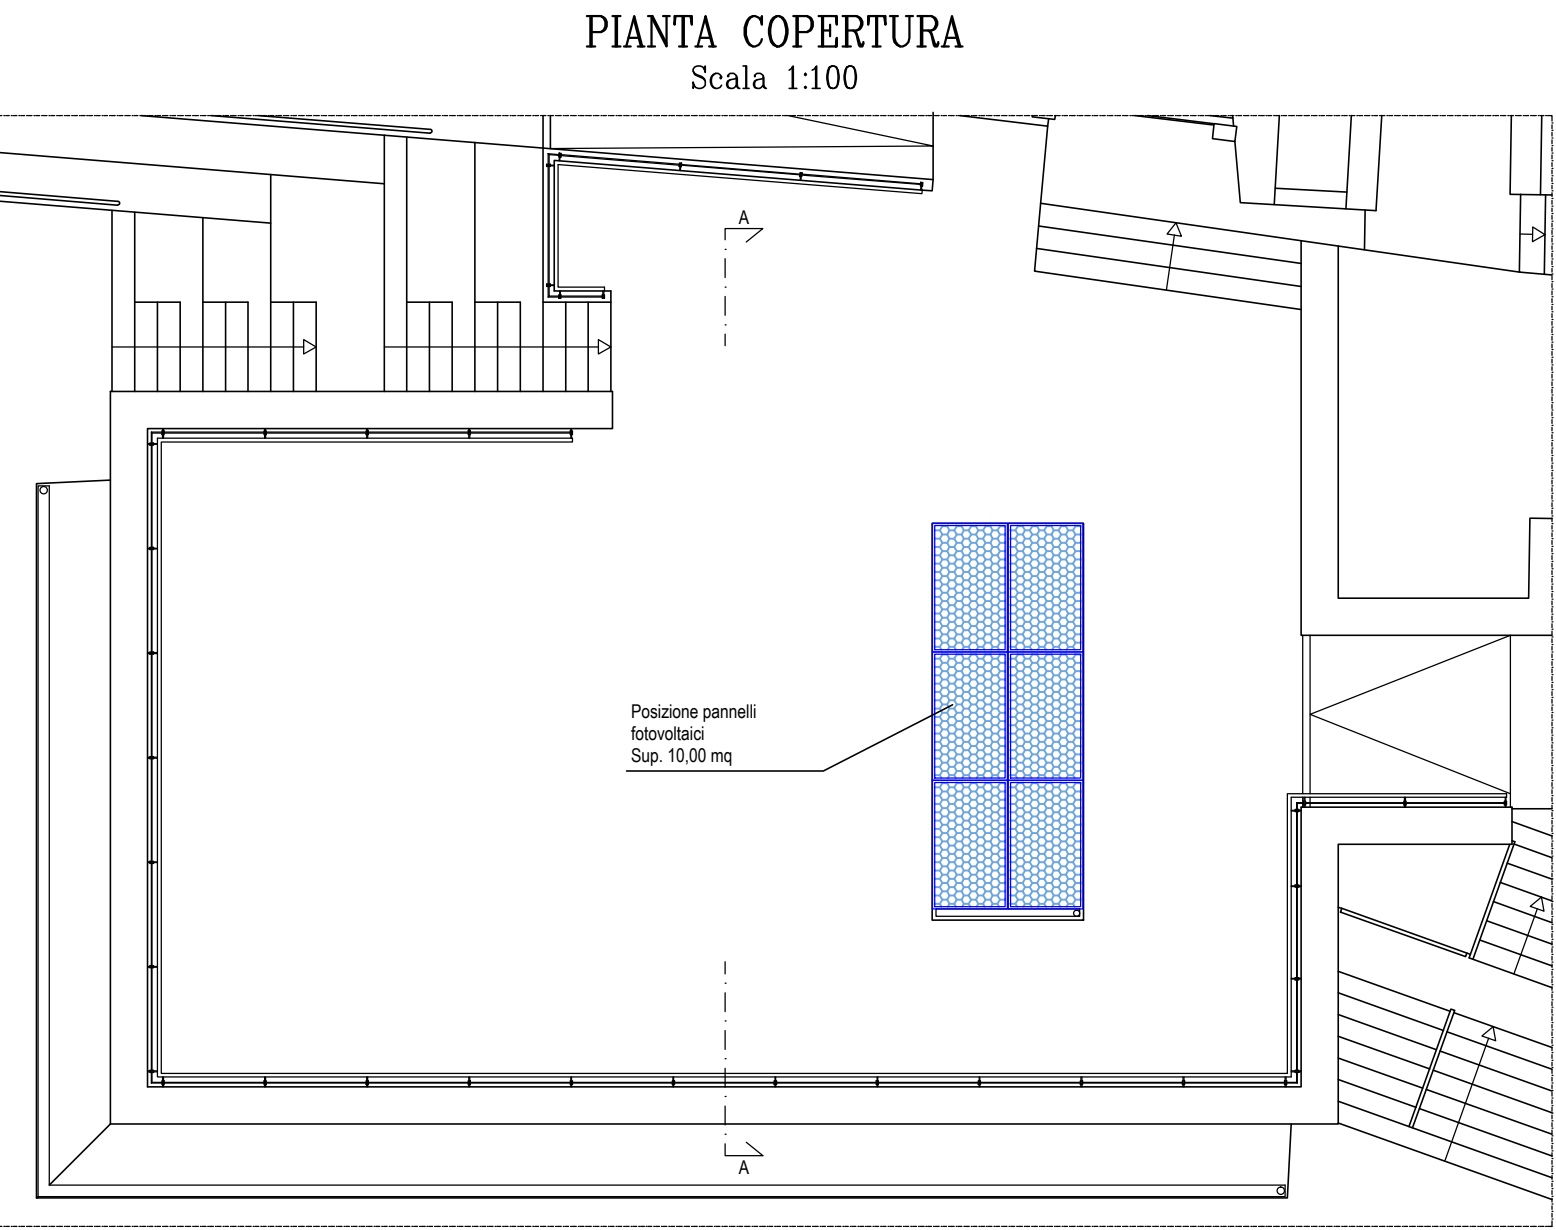 PIANTA COPERTURA
Scala 1:100
A
Posizione pannelli
fotovoltaici
Sup. 10,00 mq
A